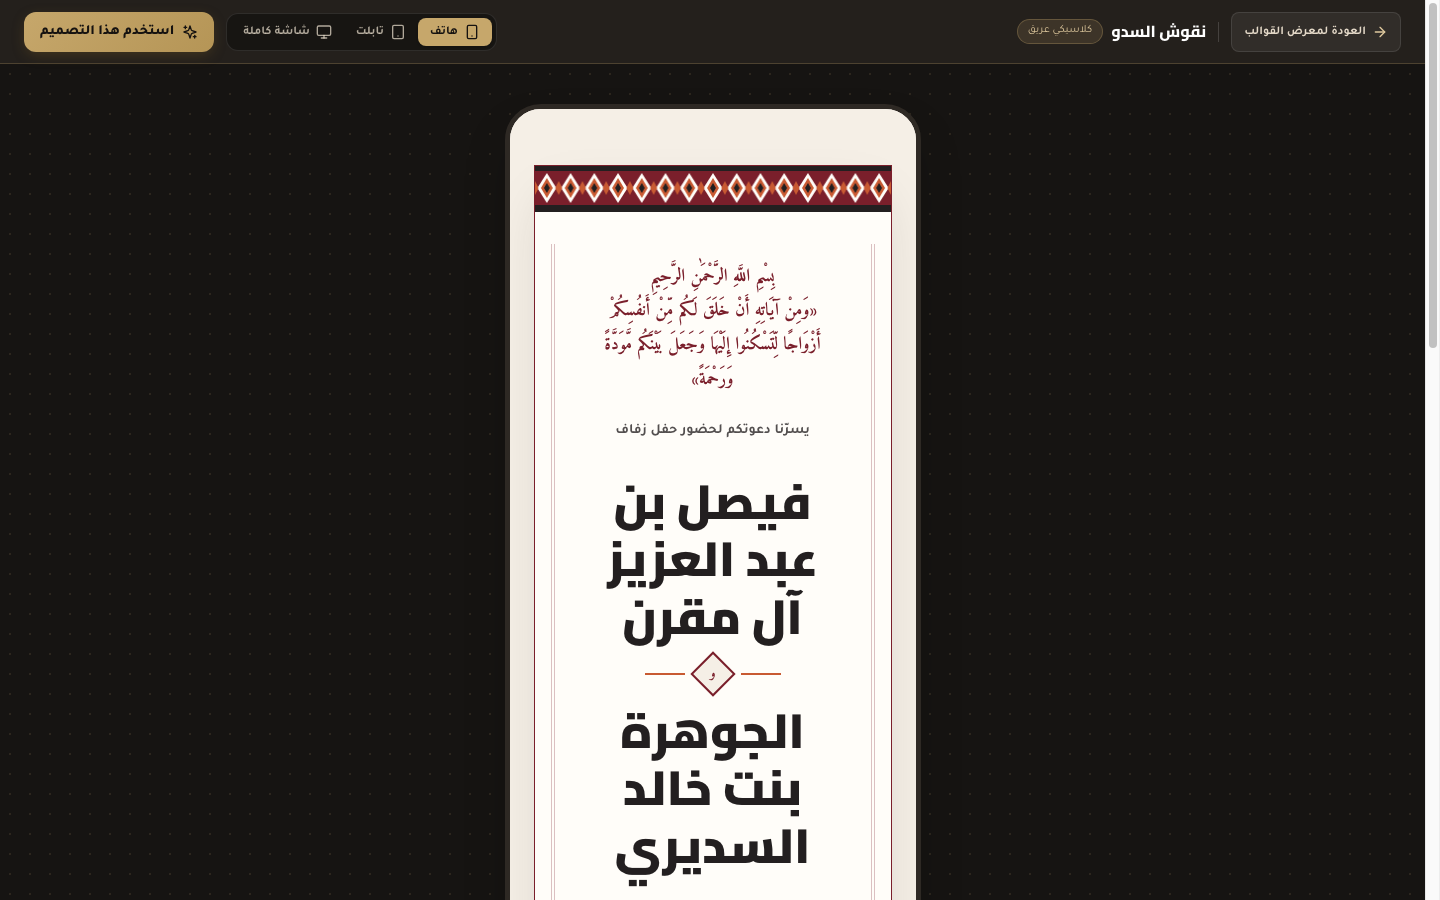 العودة لمعرض القوالب
نقوش السدو
كلاسيكي عريق
هاتف
تابلت
شاشة كاملة
استخدم هذا التصميم
بِسْمِ اللَّهِ الرَّحْمَٰنِ الرَّحِيمِ
«وَمِنْ آيَاتِهِ أَنْ خَلَقَ لَكُم مِّنْ أَنفُسِكُمْ
أَزْوَاجًا لِّتَسْكُنُوا إِلَيْهَا وَجَعَلَ بَيْنَكُم مَّوَدَّةً
وَرَحْمَةً»
يسرّنا دعوتكم لحضور حفل زفاف
فيصل بن
عبد العزيز
آل مقرن
و
الجوهرة
بنت خالد
السديري